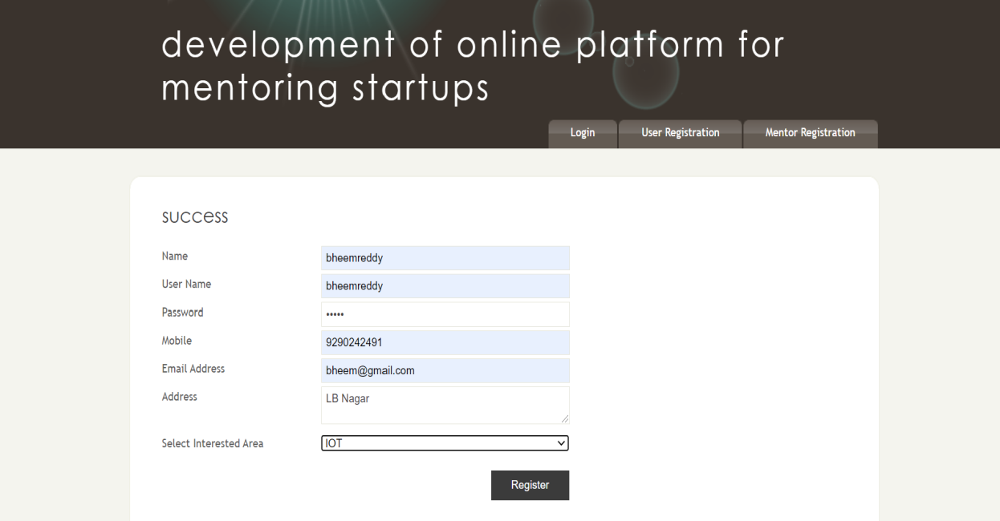 development of online platform for
mentoring startups
Login User Registration Mentor Registration
success
Name bheemreddy
User Name bheemreddy
Password •••••
Mobile 9290242491
Email Address bheem@gmail.com
Address LB Nagar
Select Interested Area IOT
Register